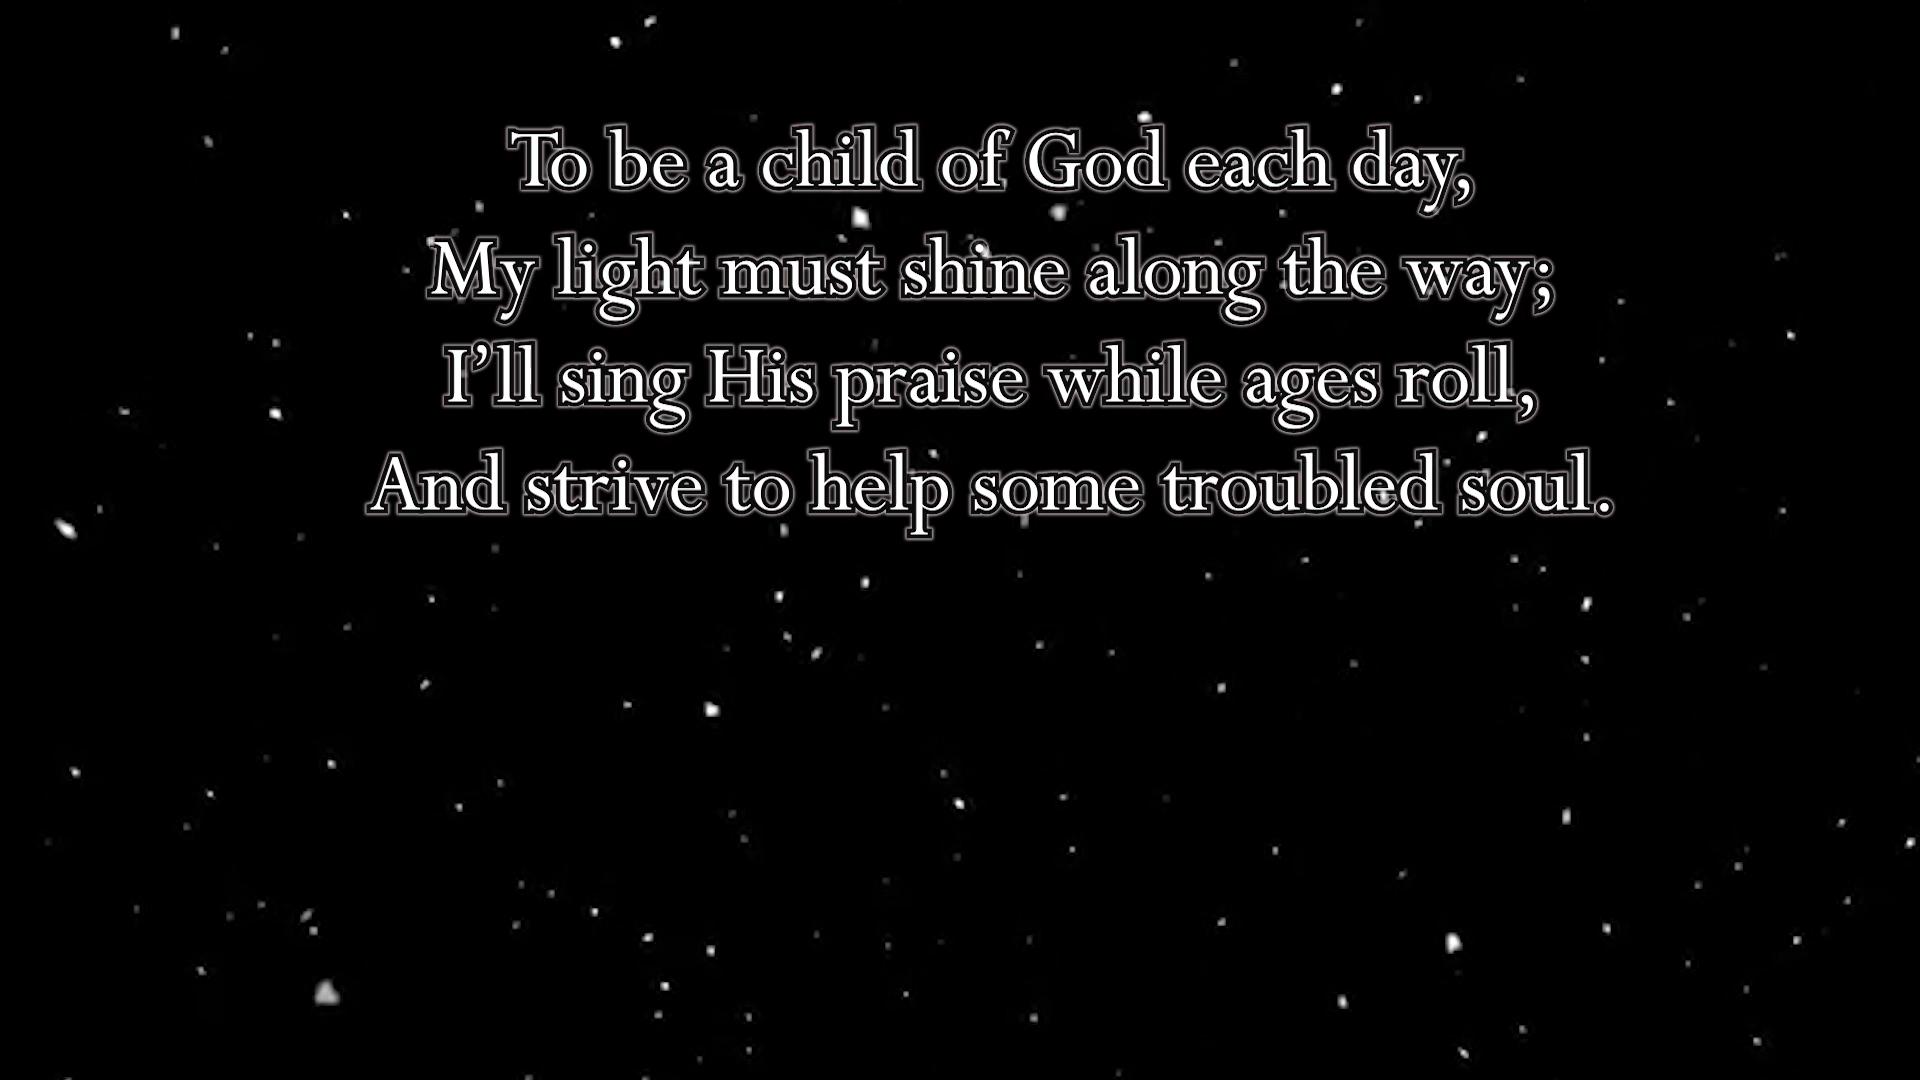 To be a child of God each day,
My light must shine along the way;
I’ll sing His praise while ages roll,
And strive to help some troubled soul.